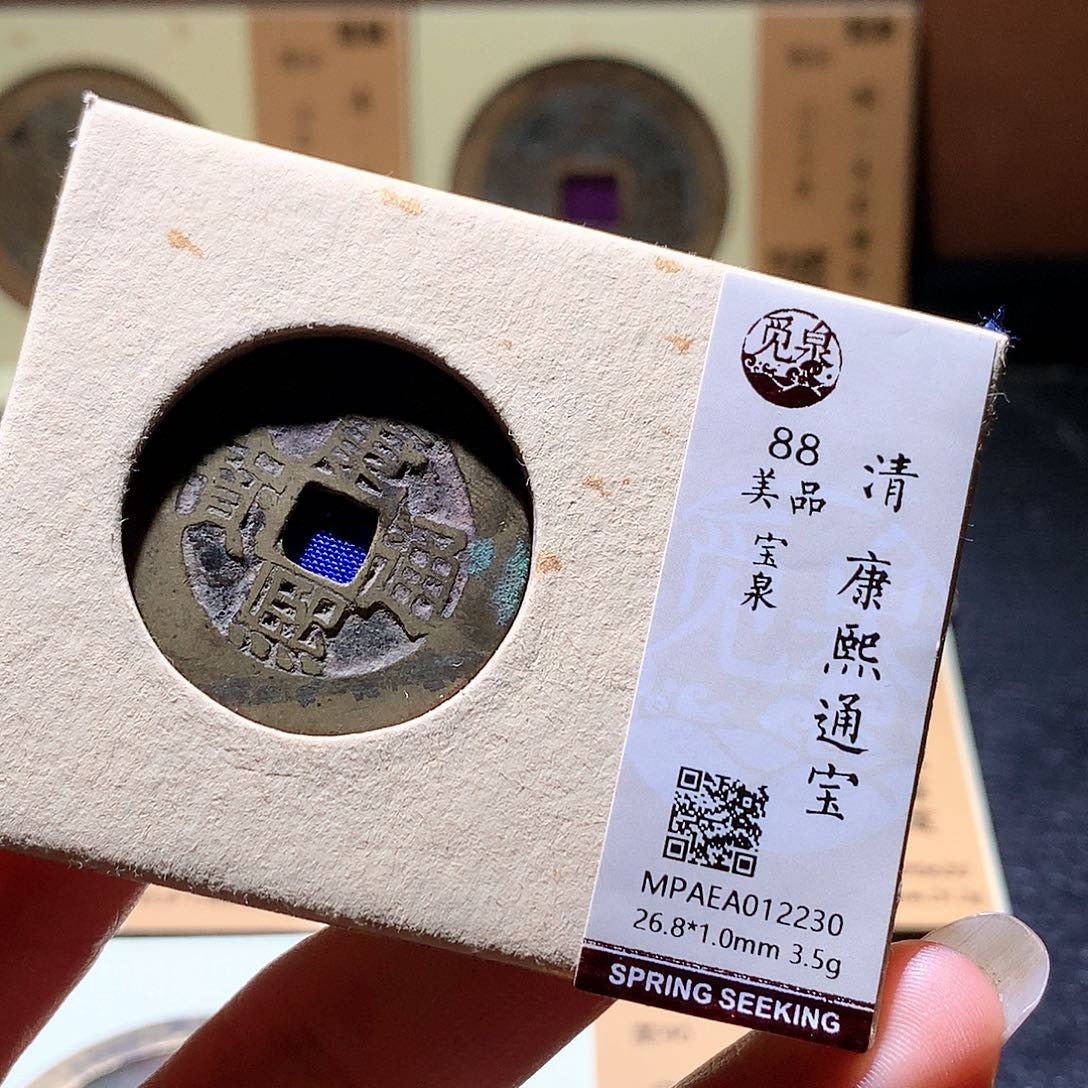 康熙通寶
觅泉
清 康熙通宝
88
美品
宝泉
MPAEA012230
26.8*1.0mm 3.5g
SPRING SEEKING